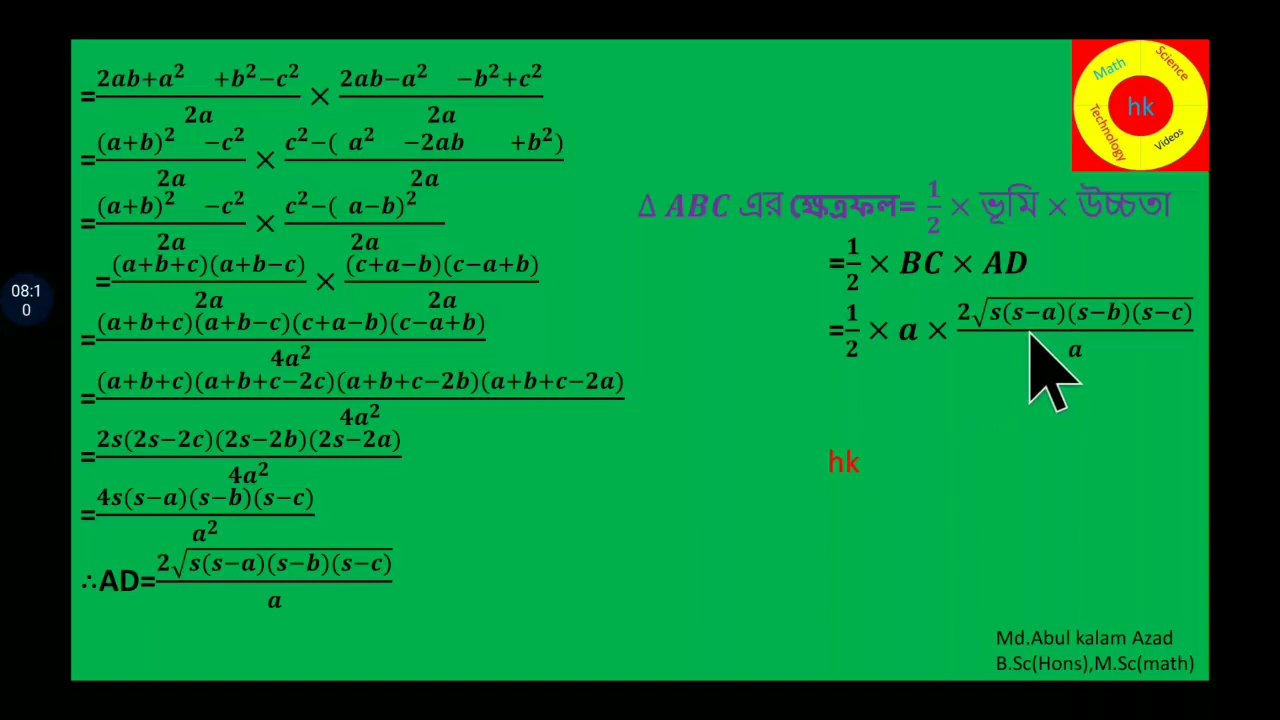 =(2ab+a² +b²−c²)/2a × (2ab−a² −b²+c²)/2a
=((a+b)² −c²)/2a × (c²−( a² −2ab +b²))/2a
=((a+b)² −c²)/2a × (c²−( a−b)²)/2a
=((a+b+c)(a+b−c))/2a × ((c+a−b)(c−a+b))/2a
=((a+b+c)(a+b−c)(c+a−b)(c−a+b))/4a²
=((a+b+c)(a+b+c−2c)(a+b+c−2b)(a+b+c−2a))/4a²
=(2s(2s−2c)(2s−2b)(2s−2a))/4a²
=(4s(s−a)(s−b)(s−c))/a²
∴AD=(2√(s(s−a)(s−b)(s−c)))/a
Δ ABC এর ক্ষেত্রফল= 1/2 × ভূমি × উচ্চতা
=1/2 × BC × AD
=1/2 × a × (2√(s(s−a)(s−b)(s−c)))/a
hk
Math
Science
Technology
Videos
hk
08:1
0
Md.Abul kalam Azad
B.Sc(Hons),M.Sc(math)